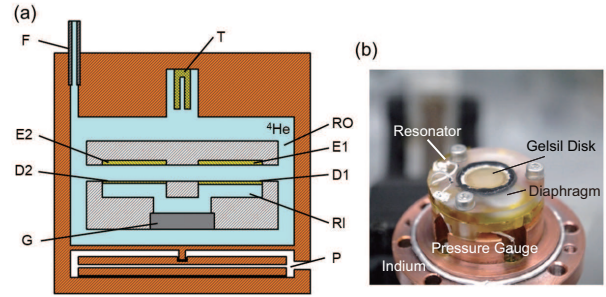 (a)
F
T
⁴He
RO
E2
E1
D2
D1
RI
G
P
(b)
Resonator
Gelsil Disk
Diaphragm
Pressure Gauge
Indium